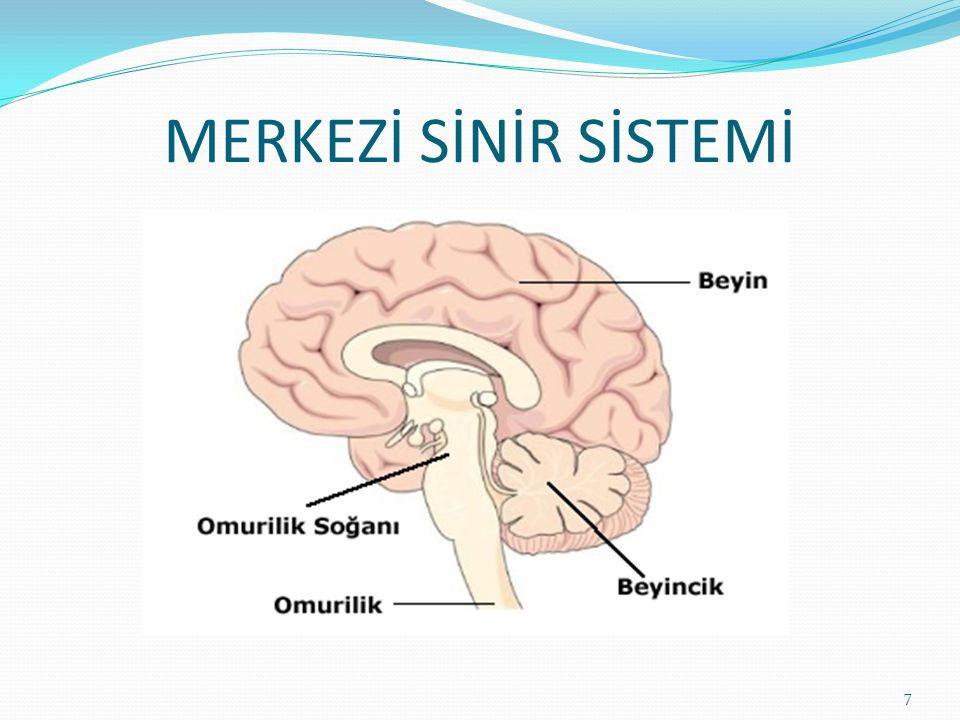 MERKEZİ SİNİR SİSTEMİ
Beyin
Omurilik Soğanı
Beyincik
Omurilik
7